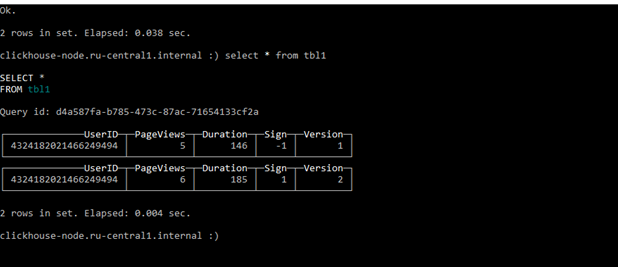 Ok.
2 rows in set. Elapsed: 0.038 sec.
clickhouse-node.ru-central1.internal :) select * from tbl1
SELECT *
FROM tbl1
Query id: d4a587fa-b785-473c-87ac-71654133cf2a
UserID PageViews Duration Sign Version
4324182021466249494 5 146 -1 1
UserID PageViews Duration Sign Version
4324182021466249494 6 185 1 2
2 rows in set. Elapsed: 0.004 sec.
clickhouse-node.ru-central1.internal :)